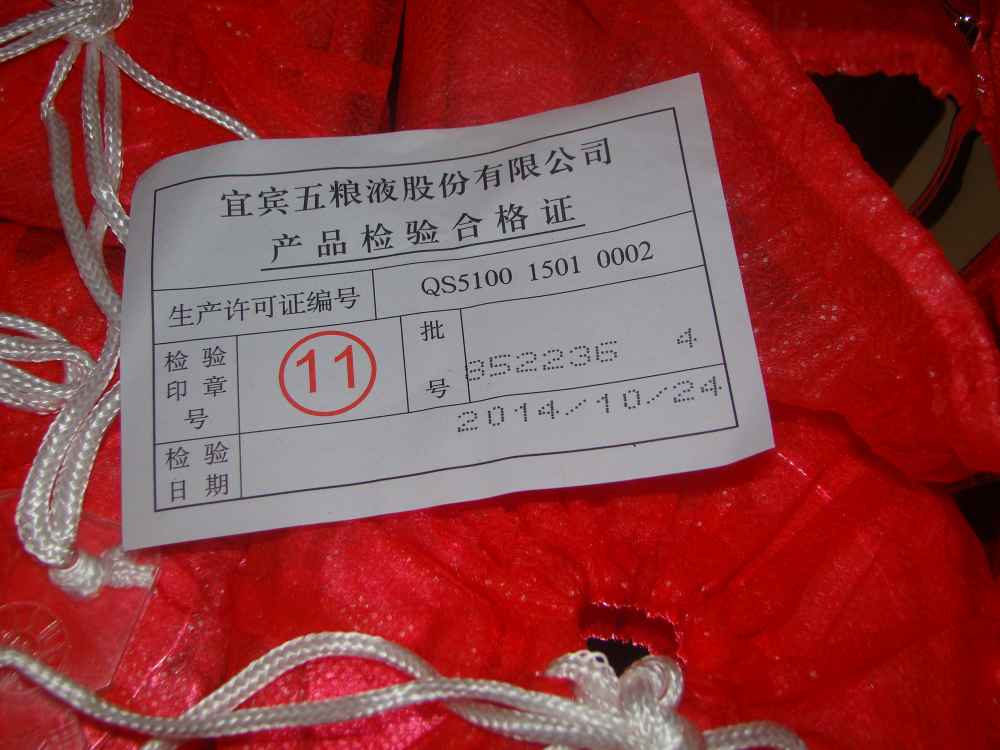 宜宾五粮液股份有限公司
产品检验合格证
生产许可证编号 QS5100 1501 0002
检验印章号 11 批号 852236 4
检验日期 2014/10/24